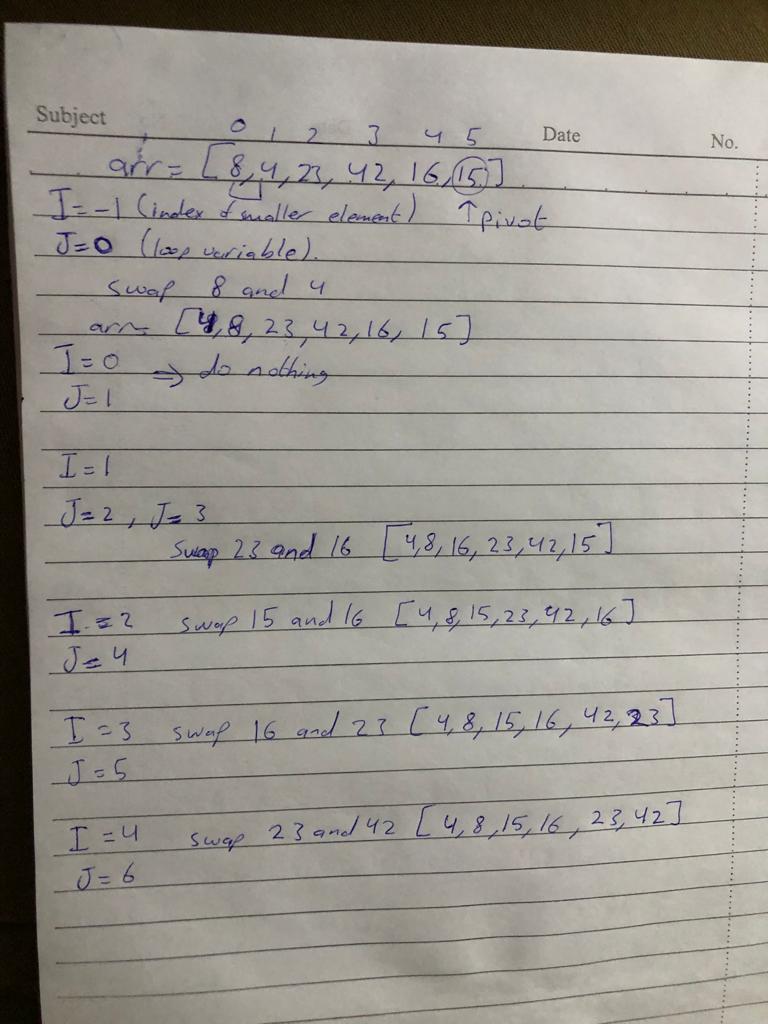 Subject Date No.
0 1 2 3 4 5
arr= [8,4,23, 42, 16,15]
I=-1 (index of smaller element) ↑pivot
J=0 (loop variable).
swap 8 and 4
arr= [4,8,23,42,16, 15]
I=0 ⇒ do nothing
J=1
I=1
J=2, J=3
swap 23 and 16 [4,8,16,23,42,15]
I=2 swap 15 and 16 [4,8,15,23,42,16]
J=4
I=3 swap 16 and 23 [4,8,15,16,42,23]
J=5
I=4 swap 23 and 42 [4,8,15,16,23,42]
J=6